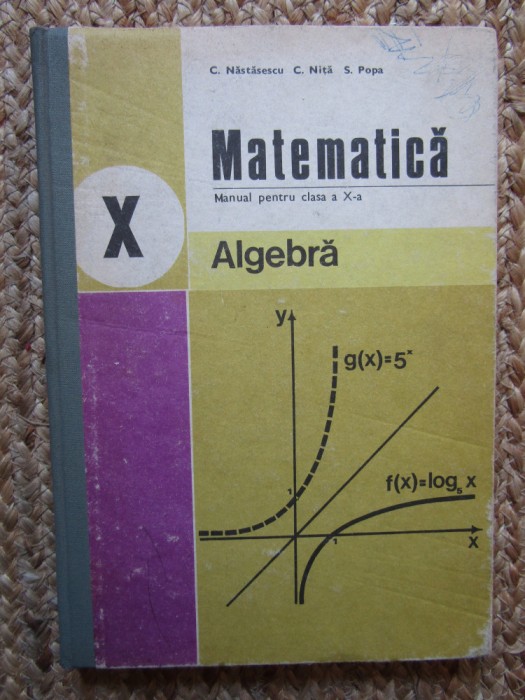 C. Năstăsescu C. Niță S. Popa
Matematică
Manual pentru clasa a X-a
X
Algebră
y
g(x)=5ˣ
1
f(x)=log₅ x
1
x